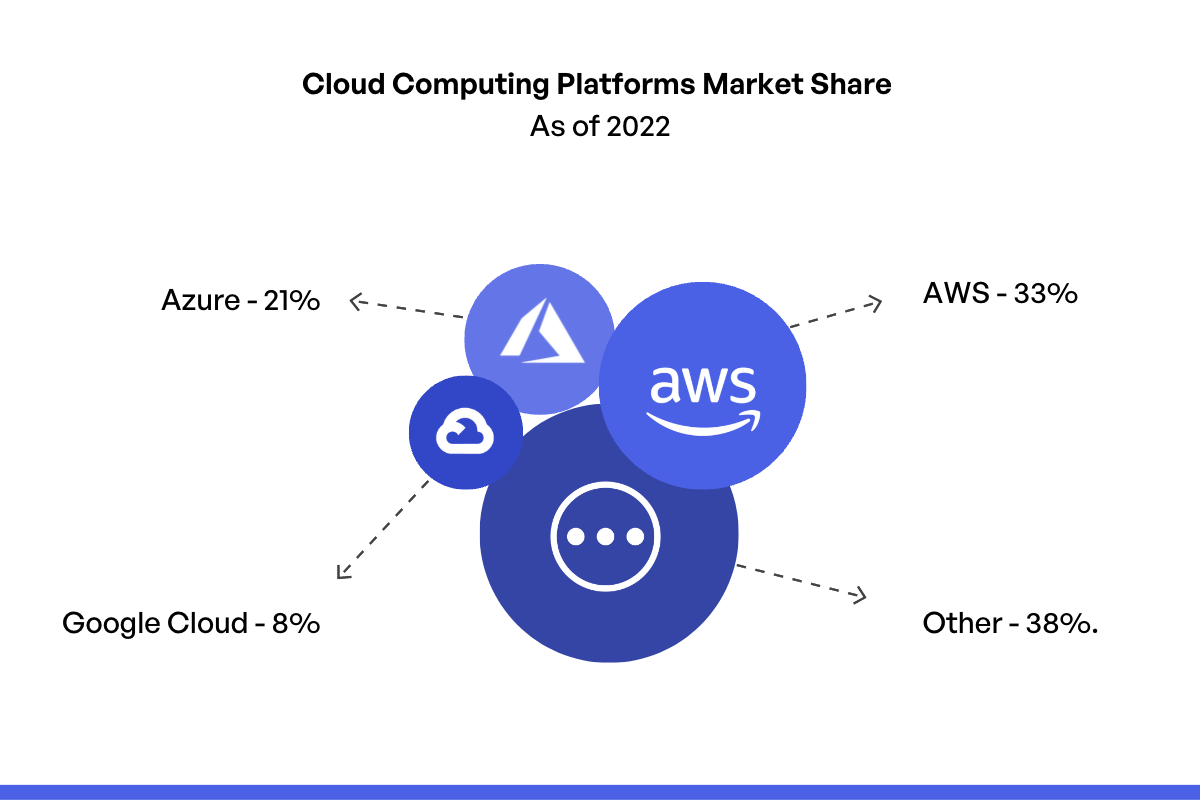 Cloud Computing Platforms Market Share
As of 2022
Azure - 21%
AWS - 33%
aws
Google Cloud - 8%
Other - 38%.